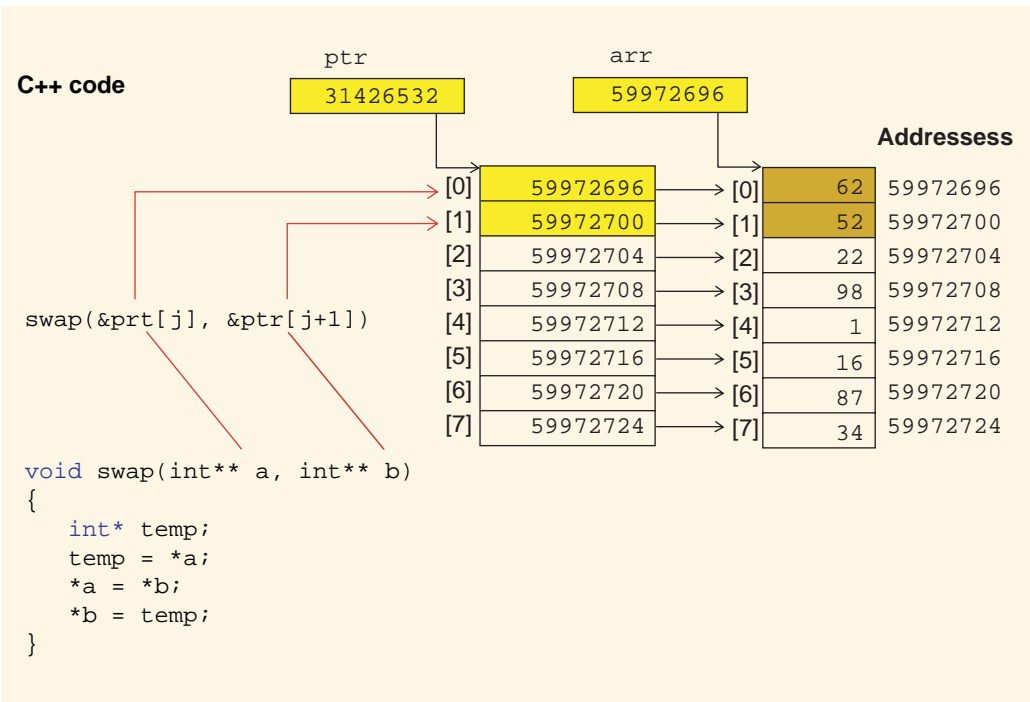 ptr arr
C++ code
31426532 59972696
Addressess
[0] 59972696 [0] 62 59972696
[1] 59972700 [1] 52 59972700
[2] 59972704 [2] 22 59972704
[3] 59972708 [3] 98 59972708
swap(&prt[j], &ptr[j+1])
[4] 59972712 [4] 1 59972712
[5] 59972716 [5] 16 59972716
[6] 59972720 [6] 87 59972720
[7] 59972724 [7] 34 59972724
void swap(int** a, int** b)
{
int* temp;
temp = *a;
*a = *b;
*b = temp;
}